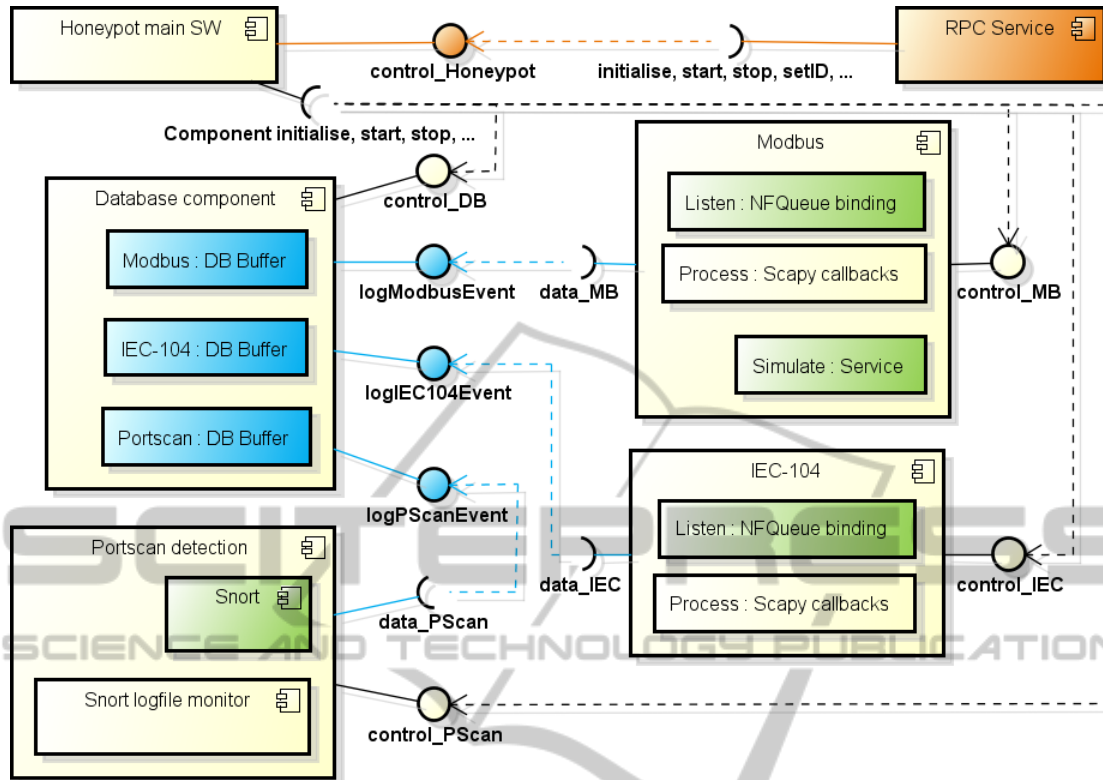 Honeypot main SW
RPC Service
control_Honeypot
initialise, start, stop, setID, ...
Component initialise, start, stop, ...
Database component
control_DB
Modbus : DB Buffer
logModbusEvent
data_MB
IEC-104 : DB Buffer
logIEC104Event
Portscan : DB Buffer
logPScanEvent
Modbus
Listen : NFQueue binding
Process : Scapy callbacks
control_MB
Simulate : Service
IEC-104
Listen : NFQueue binding
data_IEC
control_IEC
Process : Scapy callbacks
Portscan detection
Snort
data_PScan
Snort logfile monitor
control_PScan
SCITEPRESS
SCIENCE AND TECHNOLOGY PUBLICATION